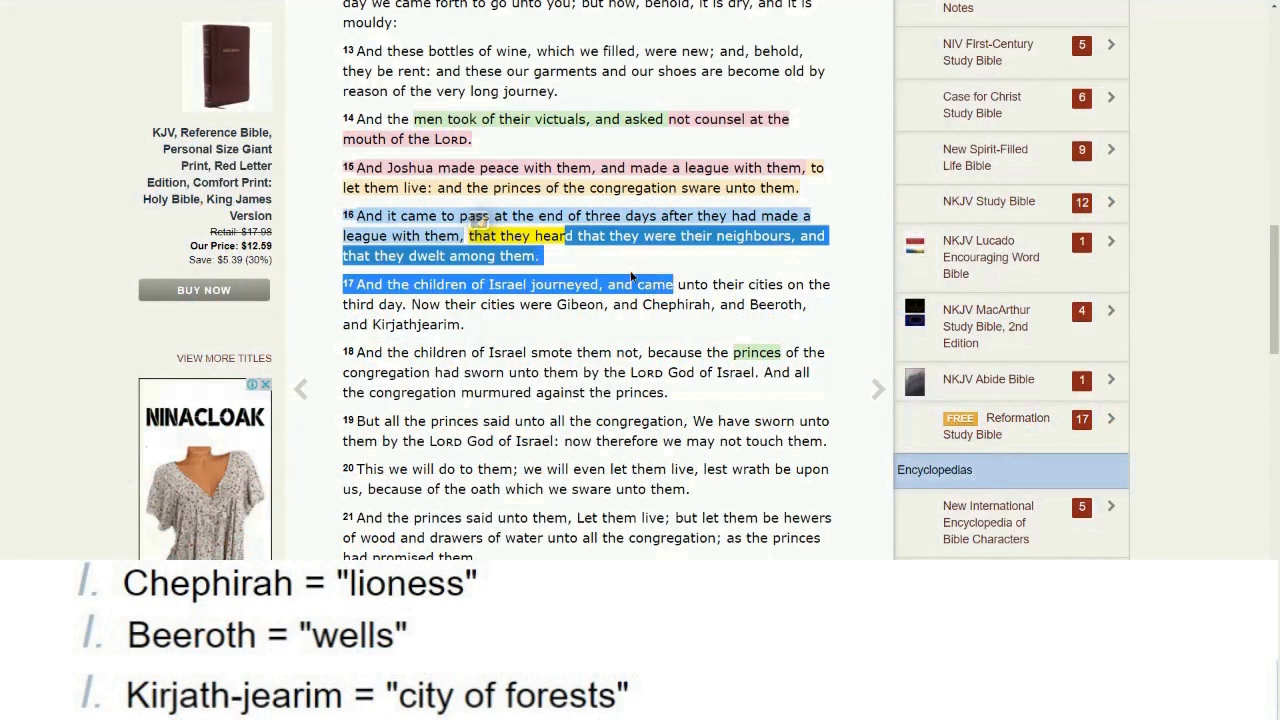 day we came forth to go unto you; but now, behold, it is dry, and it is
mouldy:
13 And these bottles of wine, which we filled, were new; and, behold,
they be rent: and these our garments and our shoes are become old by
reason of the very long journey.
14 And the men took of their victuals, and asked not counsel at the
mouth of the LORD.
15 And Joshua made peace with them, and made a league with them, to
let them live: and the princes of the congregation sware unto them.
16 And it came to pass at the end of three days after they had made a
league with them, that they heard that they were their neighbours, and
that they dwelt among them.
17 And the children of Israel journeyed, and came unto their cities on the
third day. Now their cities were Gibeon, and Chephirah, and Beeroth,
and Kirjathjearim.
18 And the children of Israel smote them not, because the princes of the
congregation had sworn unto them by the LORD God of Israel. And all
the congregation murmured against the princes.
19 But all the princes said unto all the congregation, We have sworn unto
them by the LORD God of Israel: now therefore we may not touch them.
20 This we will do to them; we will even let them live, lest wrath be upon
us, because of the oath which we sware unto them.
21 And the princes said unto them, Let them live; but let them be hewers
of wood and drawers of water unto all the congregation; as the princes
had promised them.
KJV, Reference Bible,
Personal Size Giant
Print, Red Letter
Edition, Comfort Print:
Holy Bible, King James
Version
Retail: $17.98
Our Price: $12.59
Save: $5.39 (30%)
BUY NOW
VIEW MORE TITLES
NINACLOAK
Notes
NIV First-Century
Study Bible
5
Case for Christ
Study Bible
6
New Spirit-Filled
Life Bible
9
NKJV Study Bible
12
NKJV Lucado
Encouraging Word
Bible
1
NKJV MacArthur
Study Bible, 2nd
Edition
4
NKJV Abide Bible
1
FREE Reformation
Study Bible
17
Encyclopedias
New International
Encyclopedia of
Bible Characters
5
I. Chephirah = "lioness"
I. Beeroth = "wells"
I. Kirjath-jearim = "city of forests"